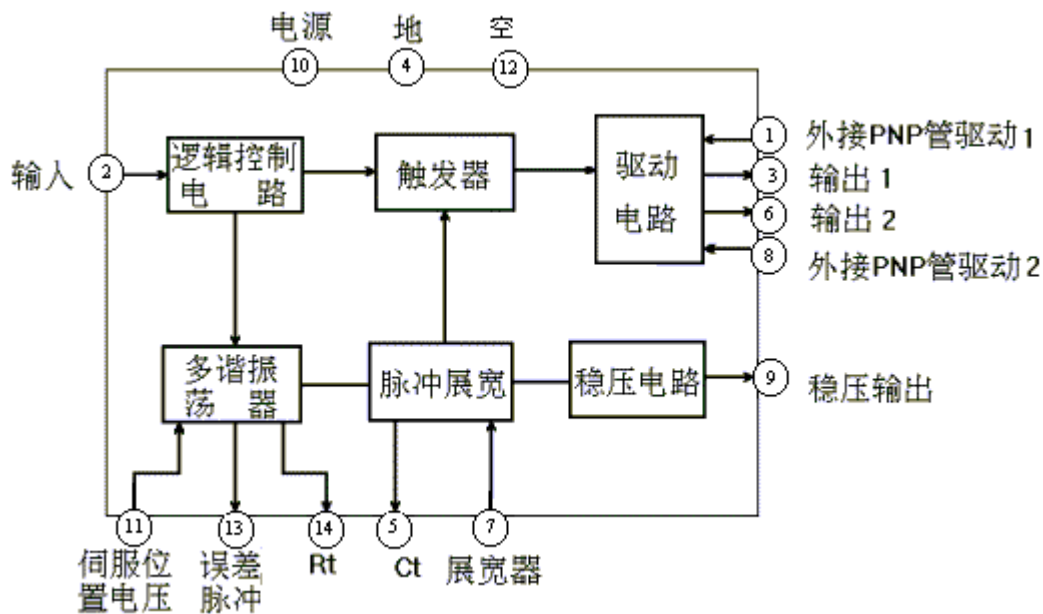 电源 地 空
10 4 12
输入 2
逻辑控制
电 路
触发器
驱动
电路
1 外接PNP管驱动1
3 输出1
6 输出2
8 外接PNP管驱动2
多谐振
荡 器
脉冲展宽
稳压电路
9 稳压输出
11 13 14 5 7
伺服位
置电压
误差
脉冲
Rt
Ct
展宽器